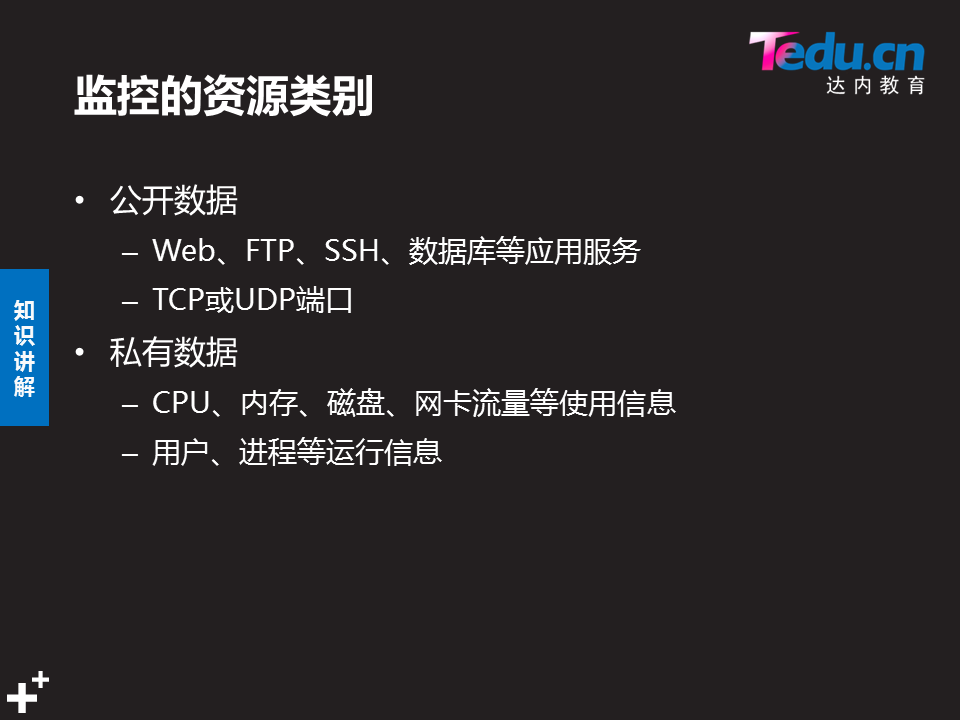 Tedu.cn
达内教育
监控的资源类别
• 公开数据
– Web、FTP、SSH、数据库等应用服务
– TCP或UDP端口
知识讲解
• 私有数据
– CPU、内存、磁盘、网卡流量等使用信息
– 用户、进程等运行信息